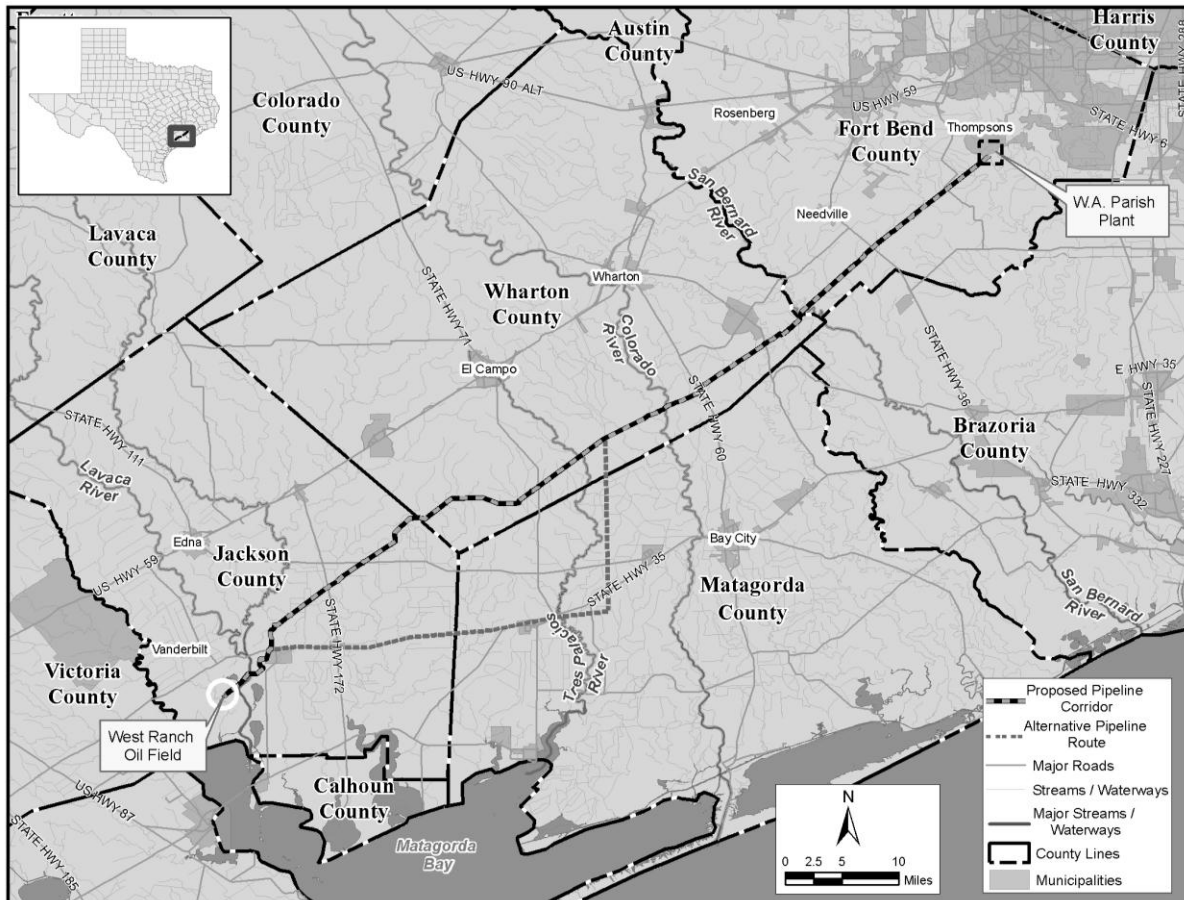 Austin
County
Harris
County
STATE HWY 288
US HWY 90 ALT
Colorado
County
Rosenberg
US HWY 59
STATE HWY 6
Fort Bend
County
Thompsons
San Bernard
River
Needville
W.A. Parish
Plant
Lavaca
County
STATE HWY 71
Wharton
County
Wharton
Colorado
River
El Campo
STATE HWY 60
STATE HWY 36
E HWY 35
STATE HWY 227
Brazoria
County
STATE HWY 332
STATE HWY 111
Lavaca
River
Edna
Jackson
County
US HWY 59
Bay City
STATE HWY 35
Matagorda
County
San Bernard
River
Vanderbilt
STATE HWY 172
Tres Palacios
River
Victoria
County
West Ranch
Oil Field
Calhoun
County
US HWY 87
STATE HWY 185
Matagorda
Bay
N
0 2.5 5 10
Miles
Proposed Pipeline
Corridor
Alternative Pipeline
Route
Major Roads
Streams / Waterways
Major Streams /
Waterways
County Lines
Municipalities